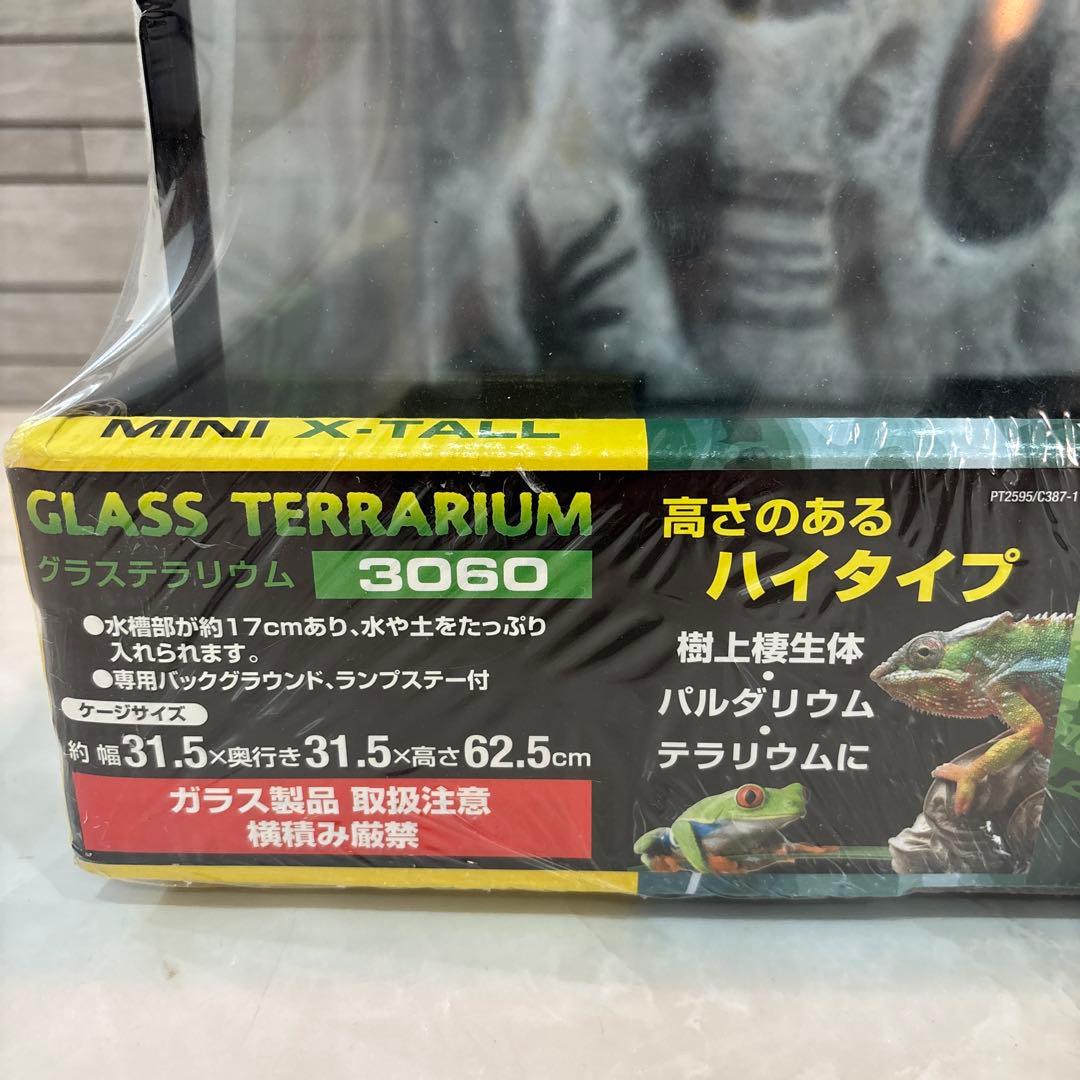 MINI X-TALL
GLASS TERRARIUM
グラステラリウム 3060
●水槽部が約17cmあり、水や土をたっぷり
入れられます。
●専用バックグラウンド、ランプステー付
ケージサイズ
約 幅31.5×奥行き31.5×高さ62.5cm
ガラス製品 取扱注意
横積み厳禁
PT2595/C387-1
高さのある
ハイタイプ
樹上棲生体
・
パルダリウム
・
テラリウムに